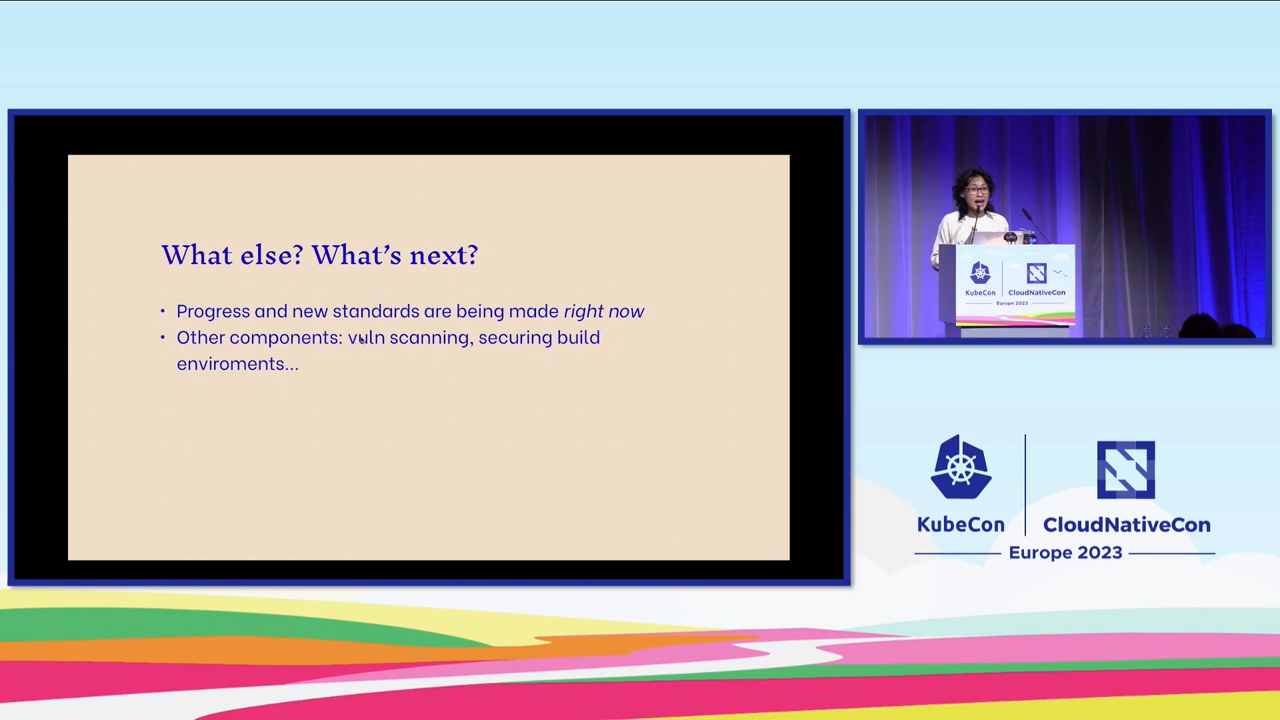 What else? What's next?
• Progress and new standards are being made right now
• Other components: vuln scanning, securing build
enviroments...
KubeCon
CloudNativeCon
Europe 2023
KubeCon
CloudNativeCon
Europe 2023